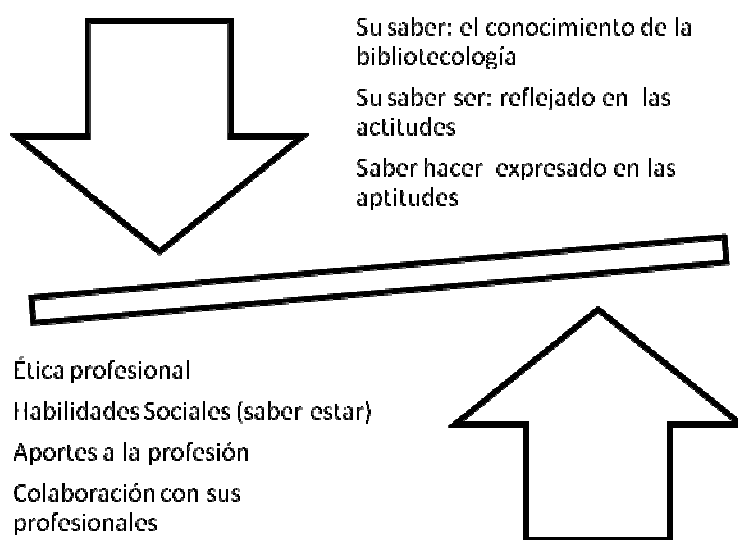 Su saber: el conocimiento de la
bibliotecología
Su saber ser: reflejado en las
actitudes
Saber hacer expresado en las
aptitudes
Ética profesional
Habilidades Sociales (saber estar)
Aportes a la profesión
Colaboración con sus
profesionales